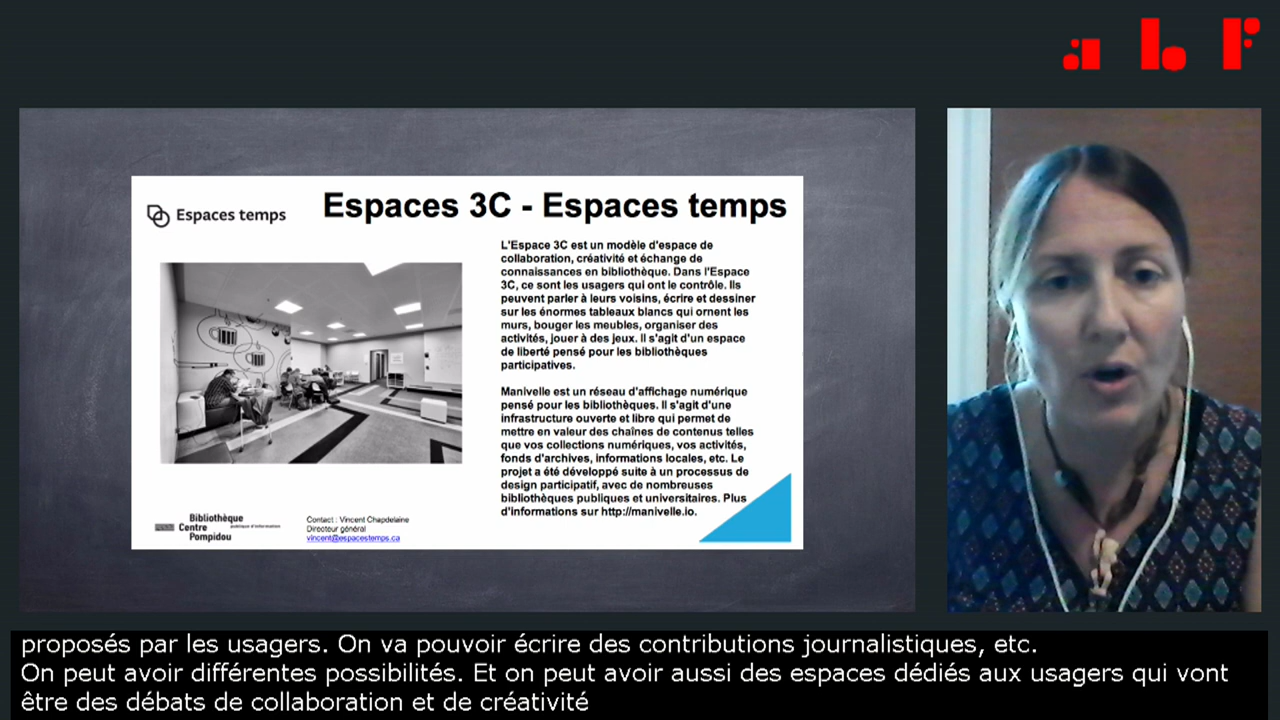 abf
Espaces temps
Espaces 3C - Espaces temps
L'Espace 3C est un modèle d'espace de
collaboration, créativité et échange de
connaissances en bibliothèque. Dans l'Espace
3C, ce sont les usagers qui ont le contrôle. Ils
peuvent parler à leurs voisins, écrire et dessiner
sur les énormes tableaux blancs qui ornent les
murs, bouger les meubles, organiser des
activités, jouer à des jeux. Il s'agit d'un espace
de liberté pensé pour les bibliothèques
participatives.
Manivelle est un réseau d'affichage numérique
pensé pour les bibliothèques. Il s'agit d'une
infrastructure ouverte et libre qui permet de
mettre en valeur des chaînes de contenus telles
que vos collections numériques, vos activités,
fonds d'archives, informations locales, etc. Le
projet a été développé suite à un processus de
design participatif, avec de nombreuses
bibliothèques publiques et universitaires. Plus
d'informations sur http://manivelle.io.
Bibliothèque
publique d'information
Centre
Pompidou
Contact : Vincent Chapdelaine
Directeur général
vincent@espacestemps.ca
proposés par les usagers. On va pouvoir écrire des contributions journalistiques, etc.
On peut avoir différentes possibilités. Et on peut avoir aussi des espaces dédiés aux usagers qui vont
être des débats de collaboration et de créativité